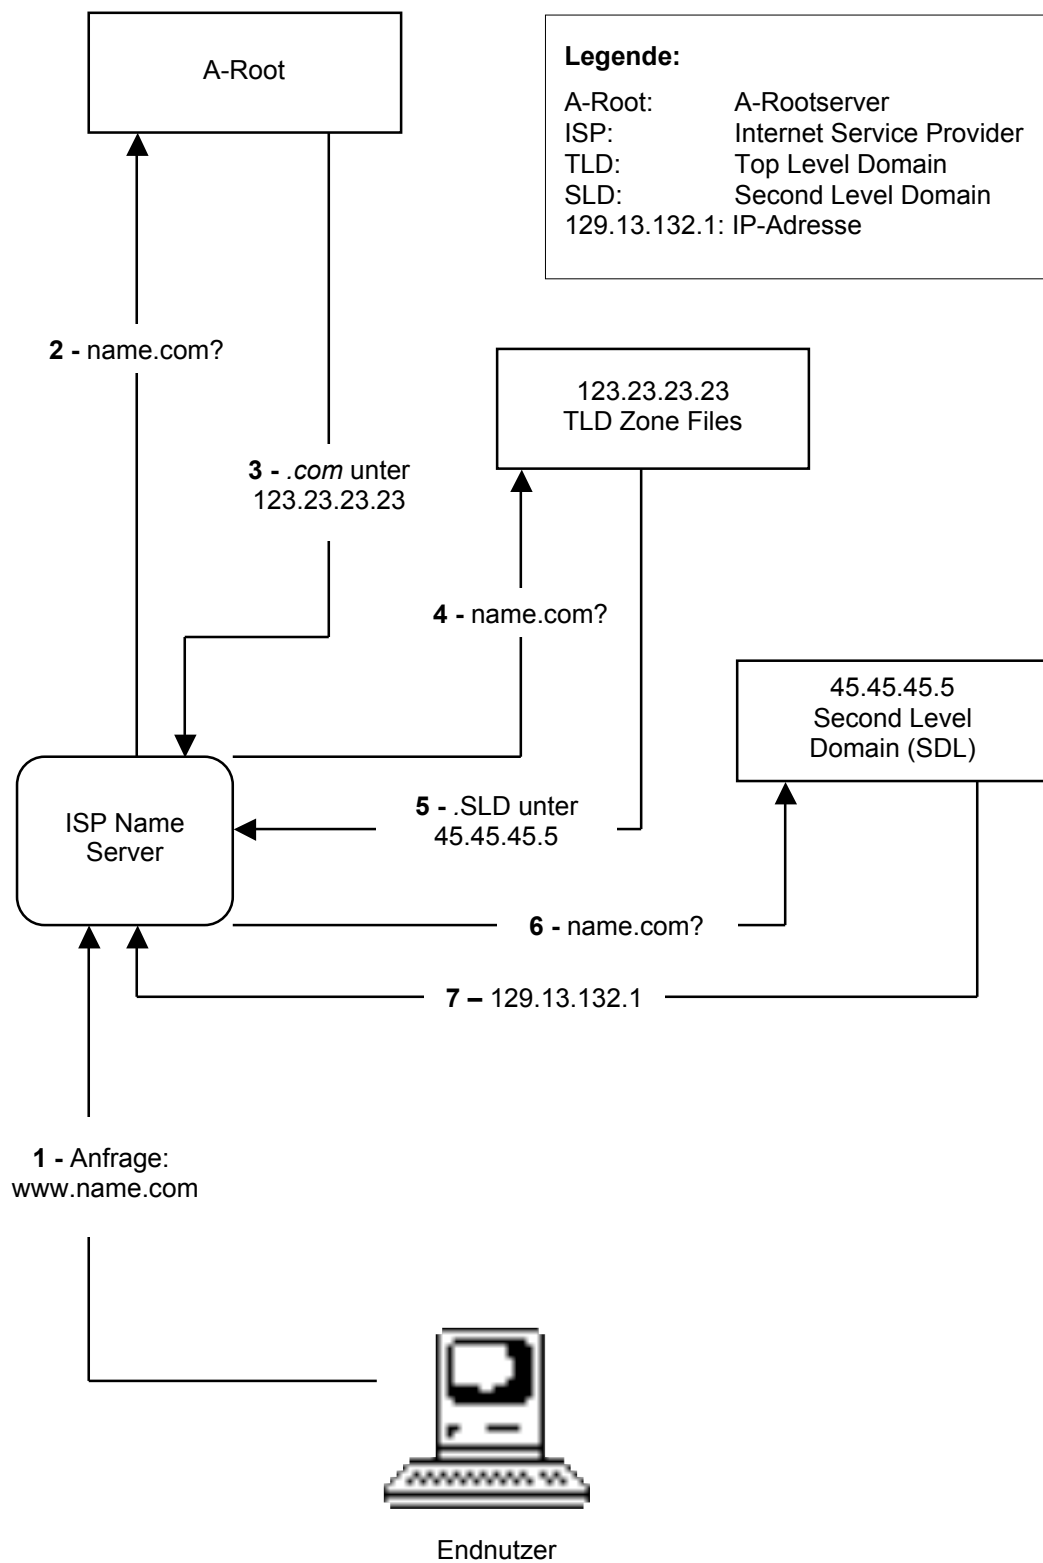 A-Root
Legende:
A-Root: A-Rootserver
ISP: Internet Service Provider
TLD: Top Level Domain
SLD: Second Level Domain
129.13.132.1: IP-Adresse
2 - name.com?
123.23.23.23
TLD Zone Files
3 - .com unter
123.23.23.23
4 - name.com?
45.45.45.5
Second Level
Domain (SDL)
5 - .SLD unter
45.45.45.5
ISP Name
Server
6 - name.com?
7 – 129.13.132.1
1 - Anfrage:
www.name.com
Endnutzer